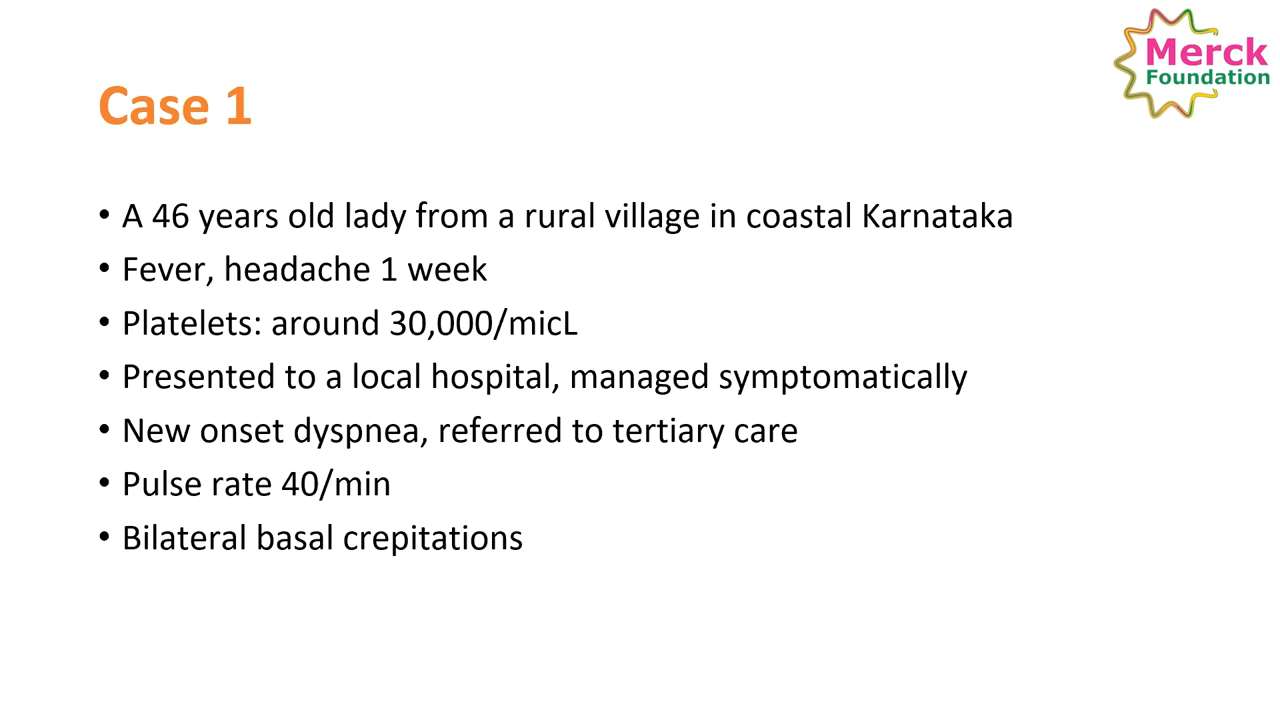 Merck
Foundation
Case 1
• A 46 years old lady from a rural village in coastal Karnataka
• Fever, headache 1 week
• Platelets: around 30,000/micL
• Presented to a local hospital, managed symptomatically
• New onset dyspnea, referred to tertiary care
• Pulse rate 40/min
• Bilateral basal crepitations